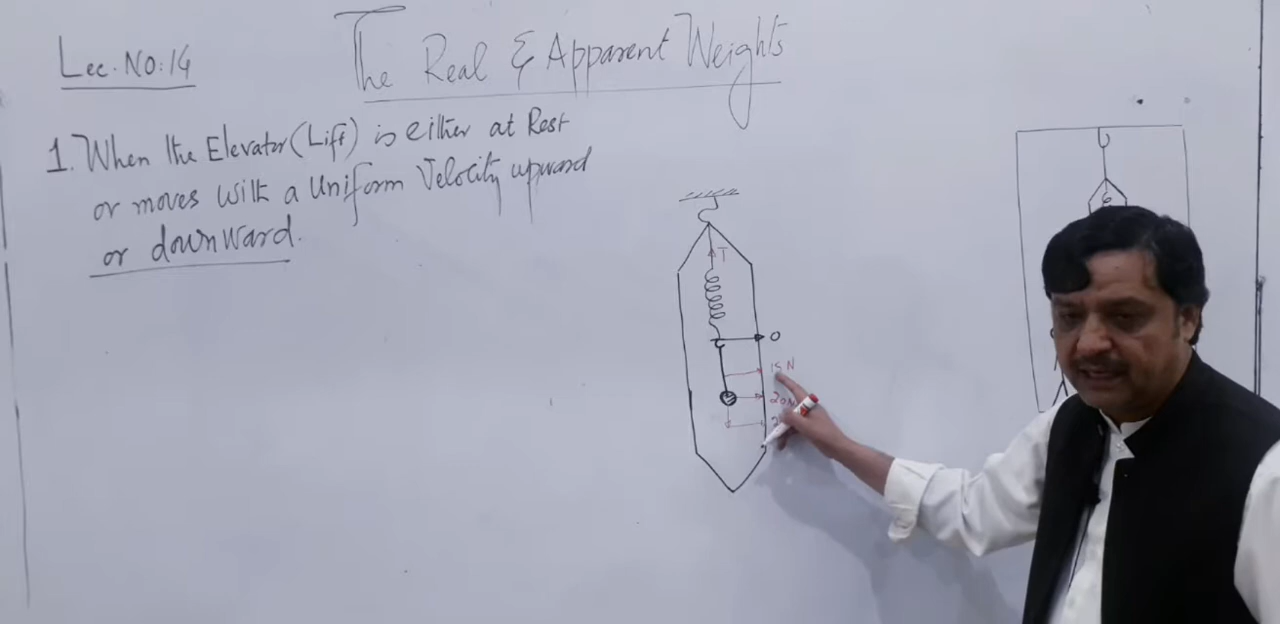 Lec. No: 14
The Real & Apparent Weights
1. When the Elevator (Lift) is either at Rest
or moves with a Uniform Velocity upward
or downward.
T
0
15 N
20N